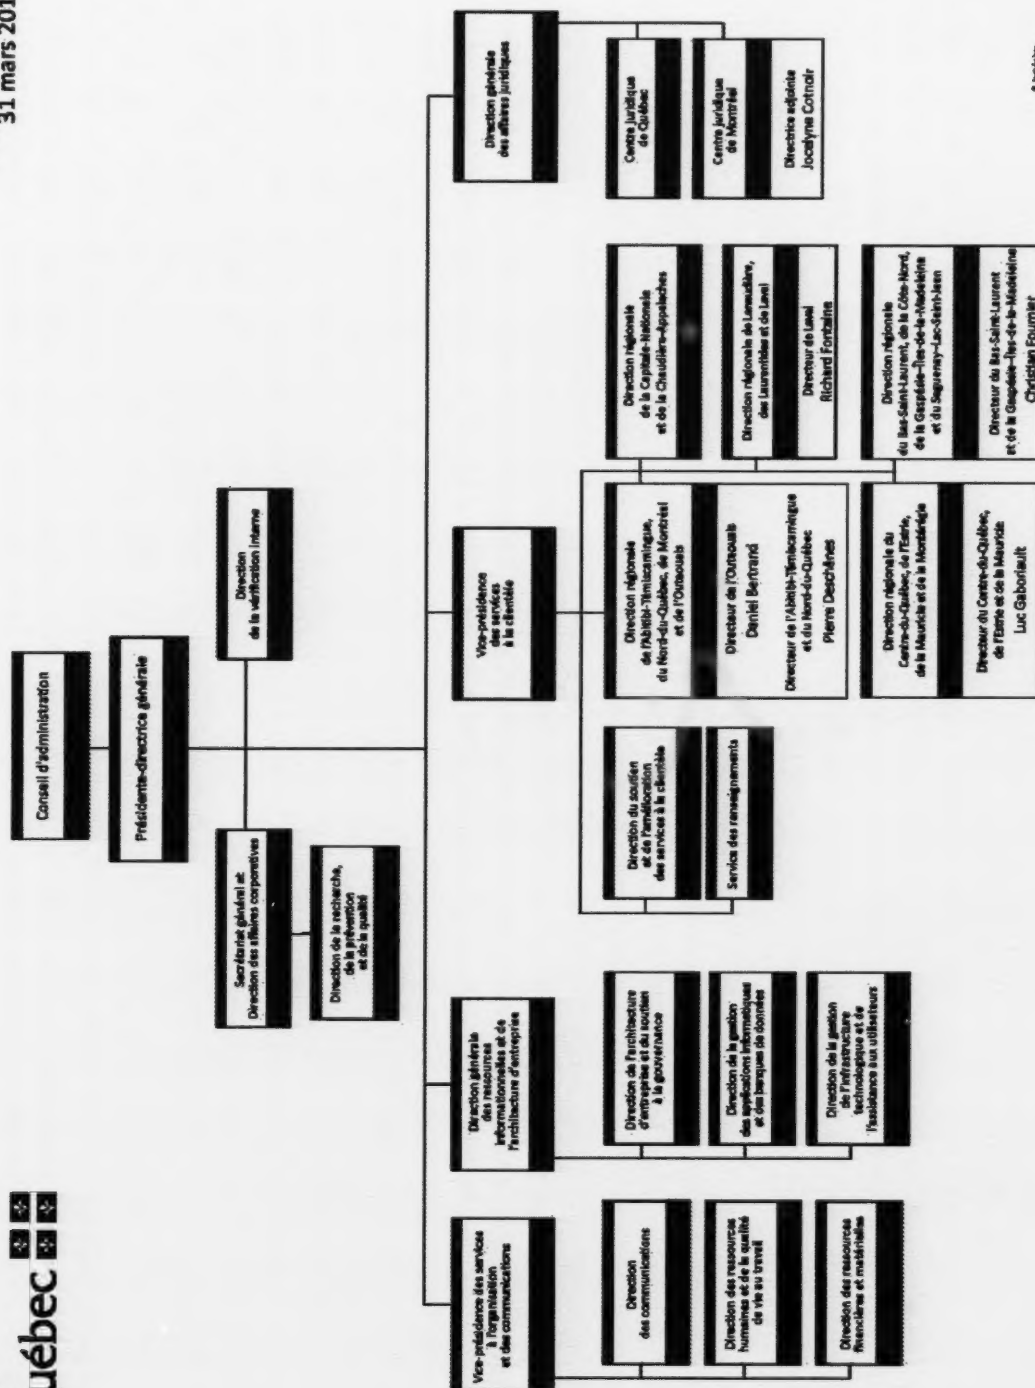 uébec
31 mars 201
Conseil d'administration
Présidente-directrice générale
Secrétariat général et
Direction des affaires corporatives
Direction de la recherche,
de la prévention
et de la qualité
Direction
de la vérification interne
Vice-présidence des services
à l'organisation
et des communications
Direction
des communications
Direction des ressources
humaines et de la qualité
de vie au travail
Direction des ressources
financières et matérielles
Direction générale
des ressources
informationnelles et de
l'architecture d'entreprise
Direction de l'architecture
d'entreprise et du soutien
à la gouvernance
Direction de la gestion
des applications informatiques
et des banques de données
Direction de la gestion
de l'infrastructure
technologique et de
l'assistance aux utilisateurs
Vice-présidence
des services
à la clientèle
Direction du soutien
et de l'amélioration
des services à la clientèle
Service des renseignements
Direction régionale
de l'Abitibi-Témiscamingue,
du Nord-du-Québec, de Montréal
et de l'Outaouais
Directeur de l'Outaouais
Daniel Bertrand
Directeur de l'Abitibi-Témiscamingue
et du Nord-du-Québec
Pierre Deschênes
Direction régionale du
Centre-du-Québec, de l'Estrie,
de la Mauricie et de la Montérégie
Directeur du Centre-du-Québec,
de l'Estrie et de la Mauricie
Luc Gaboriault
Direction régionale
de la Capitale-Nationale
et de la Chaudière-Appalaches
Direction régionale de Lanaudière,
des Laurentides et de Laval
Directeur de Laval
Richard Fontaine
Direction régionale
du Bas-Saint-Laurent, de la Côte-Nord,
de la Gaspésie–Îles-de-la-Madeleine
et du Saguenay–Lac-Saint-Jean
Directeur du Bas-Saint-Laurent
et de la Gaspésie–Îles-de-la-Madeleine
Christian Fournier
Direction générale
des affaires juridiques
Centre juridique
de Québec
Centre juridique
de Montréal
Directrice adjointe
Jocelyne Cotnoir